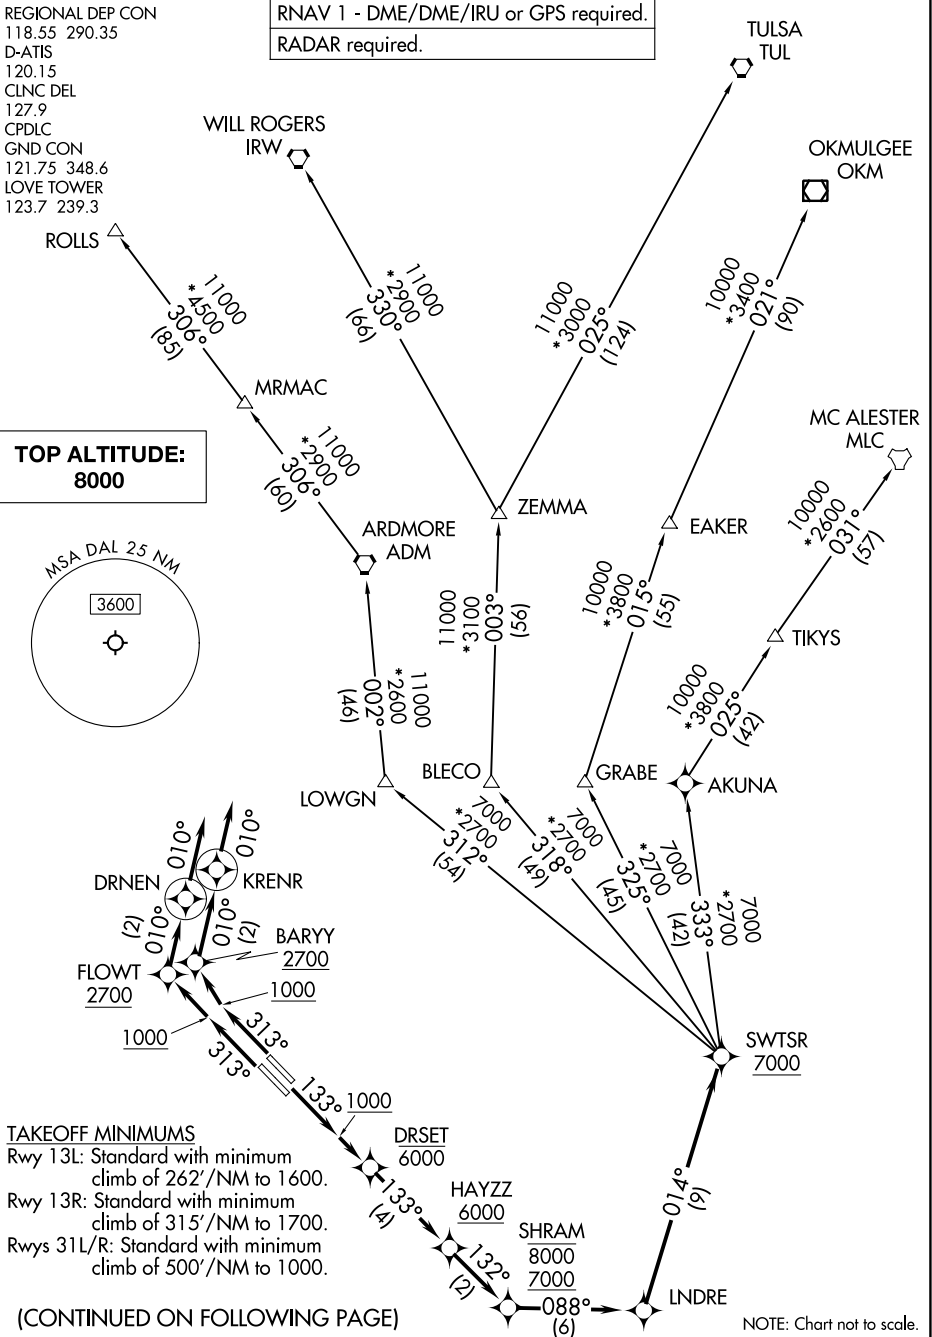 REGIONAL DEP CON
118.55 290.35
D-ATIS
120.15
CLNC DEL
127.9
CPDLC
GND CON
121.75 348.6
LOVE TOWER
123.7 239.3
RNAV 1 - DME/DME/IRU or GPS required.
RADAR required.
TULSA
TUL
WILL ROGERS
IRW
OKMULGEE
OKM
ROLLS
11000
*4500
306°
(85)
11000
*2900
330°
(66)
11000
*3000
025°
(124)
10000
*3400
021°
(90)
MRMAC
MC ALESTER
MLC
TOP ALTITUDE:
8000
11000
*2900
306°
(60)
ARDMORE
ADM
ZEMMA
EAKER
10000
*2600
031°
(57)
MSA DAL 25 NM
3600
11000
*3100
003°
(56)
10000
*3800
015°
(55)
TIKYS
11000
*2600
002°
(46)
10000
*3800
025°
(42)
LOWGN
BLECO
GRABE
AKUNA
7000
*2700
312°
(54)
7000
*2700
318°
(49)
7000
*2700
325°
(45)
7000
*2700
333°
(42)
7000
010°
010°
DRNEN
KRENR
(2)
010°
010°
(2)
BARYY
2700
FLOWT
2700
1000
1000
313°
313°
SWTSR
7000
133°
1000
DRSET
6000
133°
(4)
HAYZZ
6000
132°
(2)
SHRAM
8000
7000
088°
(6)
LNDRE
014°
(9)
TAKEOFF MINIMUMS
Rwy 13L: Standard with minimum
climb of 262'/NM to 1600.
Rwy 13R: Standard with minimum
climb of 315'/NM to 1700.
Rwys 31L/R: Standard with minimum
climb of 500'/NM to 1000.
(CONTINUED ON FOLLOWING PAGE)
NOTE: Chart not to scale.